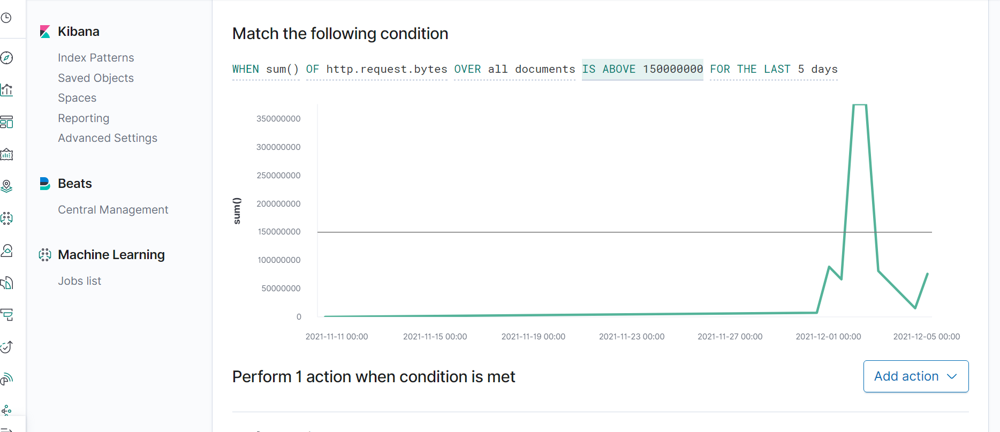 Kibana
Index Patterns
Saved Objects
Spaces
Reporting
Advanced Settings
Beats
Central Management
Machine Learning
Jobs list
Match the following condition
WHEN sum() OF http.request.bytes OVER all documents IS ABOVE 150000000 FOR THE LAST 5 days
sum()
350000000
300000000
250000000
200000000
150000000
100000000
50000000
0
2021-11-11 00:00 2021-11-15 00:00 2021-11-19 00:00 2021-11-23 00:00 2021-11-27 00:00 2021-12-01 00:00 2021-12-05 00:00
Perform 1 action when condition is met
Add action